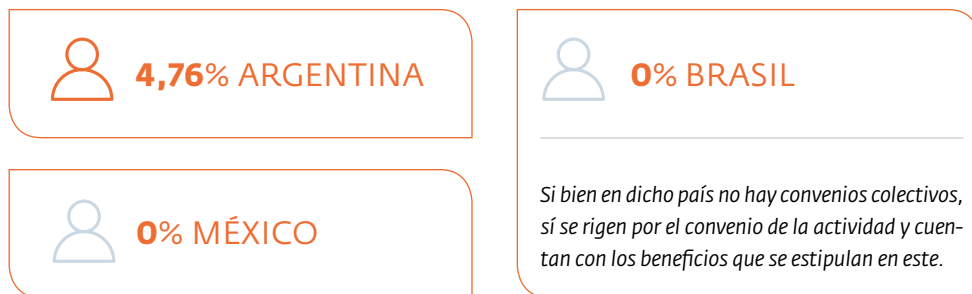 4,76% ARGENTINA
0% MÉXICO
0% BRASIL
Si bien en dicho país no hay convenios colectivos,
sí se rigen por el convenio de la actividad y cuen-
tan con los beneficios que se estipulan en este.